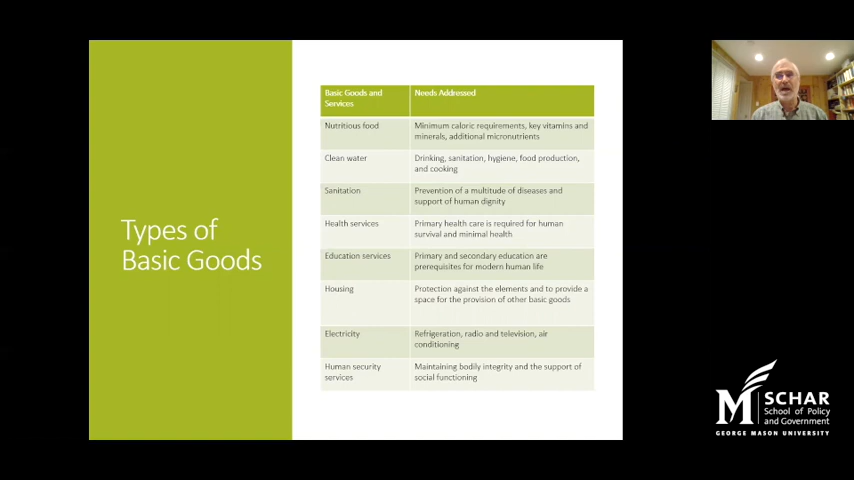 Types of
Basic Goods
Basic Goods and
Services
Needs Addressed
Nutritious food
Minimum caloric requirements, key vitamins and
minerals, additional micronutrients
Clean water
Drinking, sanitation, hygiene, food production,
and cooking
Sanitation
Prevention of a multitude of diseases and
support of human dignity
Health services
Primary health care is required for human
survival and minimal health
Education services
Primary and secondary education are
prerequisites for modern human life
Housing
Protection against the elements and to provide a
space for the provision of other basic goods
Electricity
Refrigeration, radio and television, air
conditioning
Human security
services
Maintaining bodily integrity and the support of
social functioning
M SCHAR
School of Policy
and Government
GEORGE MASON UNIVERSITY